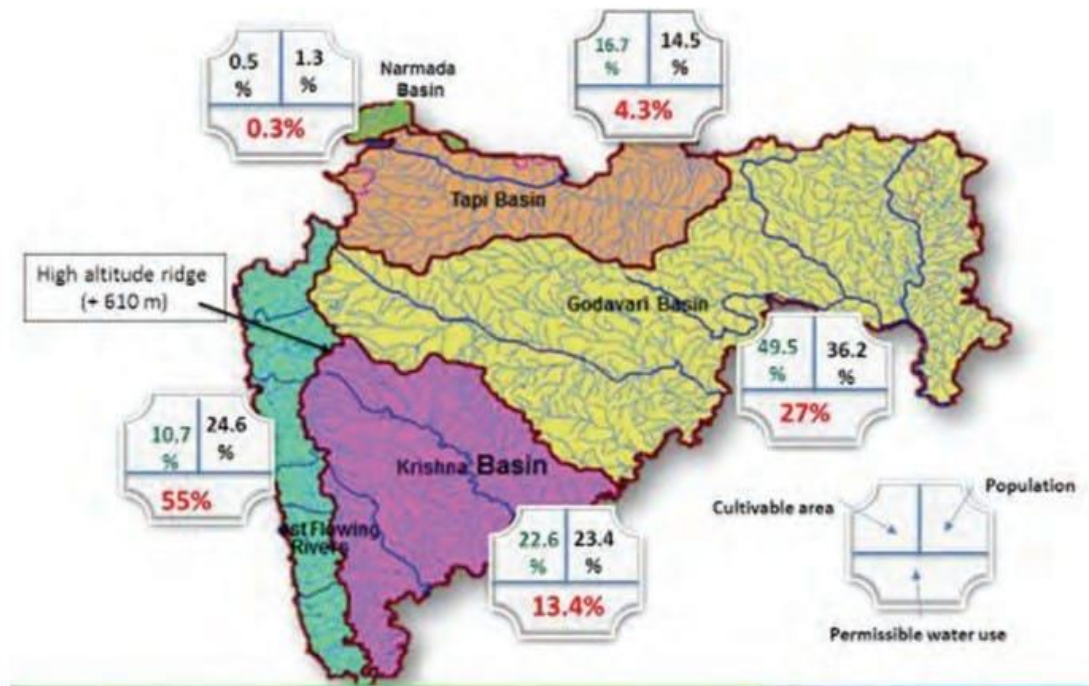 0.5
%
1.3
%
0.3%
Narmada
Basin
16.7
%
14.5
%
4.3%
Tapi Basin
High altitude ridge
(+ 610 m)
Godavari Basin
49.5
%
36.2
%
27%
10.7
%
24.6
%
55%
Krishna Basin
st Flowing
Rivers
22.6
%
23.4
%
13.4%
Cultivable area
Population
Permissible water use